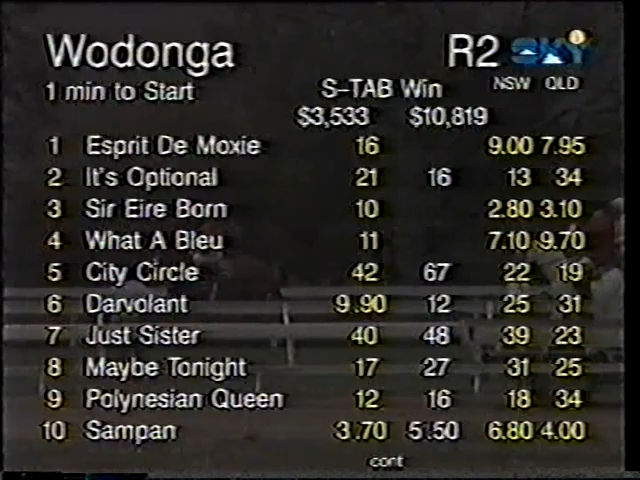 Wodonga R2 SKY
1 min to Start S-TAB Win NSW QLD
$3,533 $10,819
1 Esprit De Moxie 16 9.00 7.95
2 It's Optional 21 16 13 34
3 Sir Eire Born 10 2.80 3.10
4 What A Bleu 11 7.10 9.70
5 City Circle 42 67 22 19
6 Darvolant 9.90 12 25 31
7 Just Sister 40 48 39 23
8 Maybe Tonight 17 27 31 25
9 Polynesian Queen 12 16 18 34
10 Sampan 3.70 5.50 6.80 4.00
cont